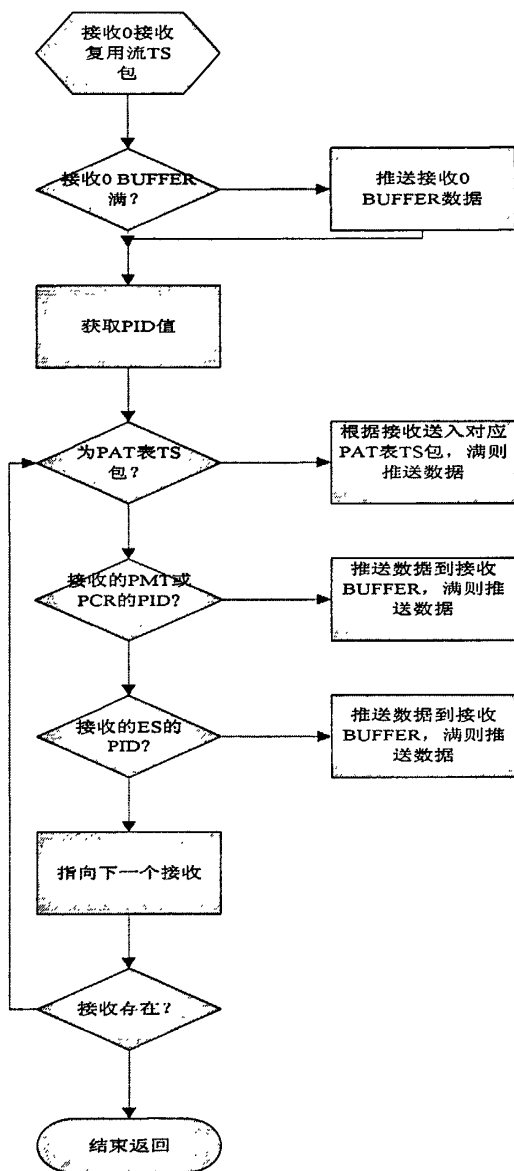 接收0接收
复用流TS
包
接收0 BUFFER
满？
推送接收0
BUFFER数据
获取PID值
为PAT表TS
包？
根据接收送入对应
PAT表TS包，满则
推送数据
接收的PMT或
PCR的PID？
推送数据到接收
BUFFER，满则推
送数据
接收的ES的
PID？
推送数据到接收
BUFFER，满则推
送数据
指向下一个接收
接收存在？
结束返回